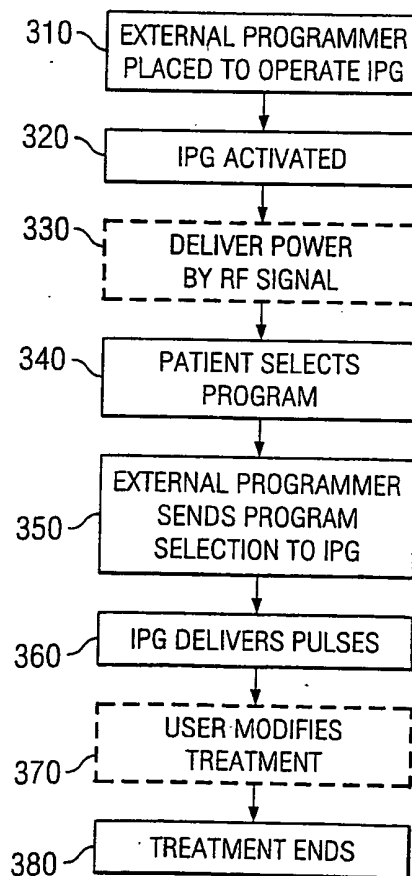 310
EXTERNAL PROGRAMMER
PLACED TO OPERATE IPG
320
IPG ACTIVATED
330
DELIVER POWER
BY RF SIGNAL
340
PATIENT SELECTS
PROGRAM
350
EXTERNAL PROGRAMMER
SENDS PROGRAM
SELECTION TO IPG
360
IPG DELIVERS PULSES
370
USER MODIFIES
TREATMENT
380
TREATMENT ENDS